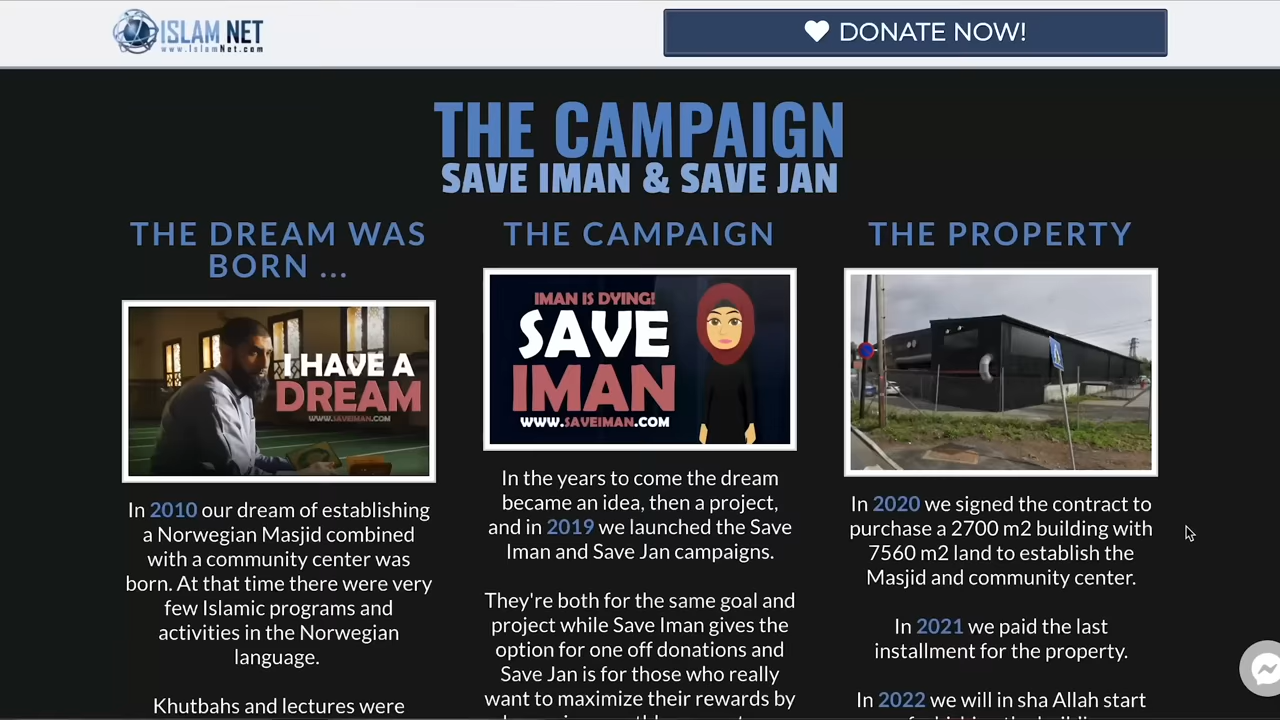 ISLAM NET
www.IslamNet.com
DONATE NOW!
THE CAMPAIGN
SAVE IMAN & SAVE JAN
THE DREAM WAS
BORN ...
I HAVE A
DREAM
WWW.SAVEIMAN.COM
In 2010 our dream of establishing
a Norwegian Masjid combined
with a community center was
born. At that time there were very
few Islamic programs and
activities in the Norwegian
language.
Khutbahs and lectures were
THE CAMPAIGN
IMAN IS DYING!
SAVE
IMAN
WWW.SAVEIMAN.COM
In the years to come the dream
became an idea, then a project,
and in 2019 we launched the Save
Iman and Save Jan campaigns.
They're both for the same goal and
project while Save Iman gives the
option for one off donations and
Save Jan is for those who really
want to maximize their rewards by
THE PROPERTY
In 2020 we signed the contract to
purchase a 2700 m2 building with
7560 m2 land to establish the
Masjid and community center.
In 2021 we paid the last
installment for the property.
In 2022 we will in sha Allah start